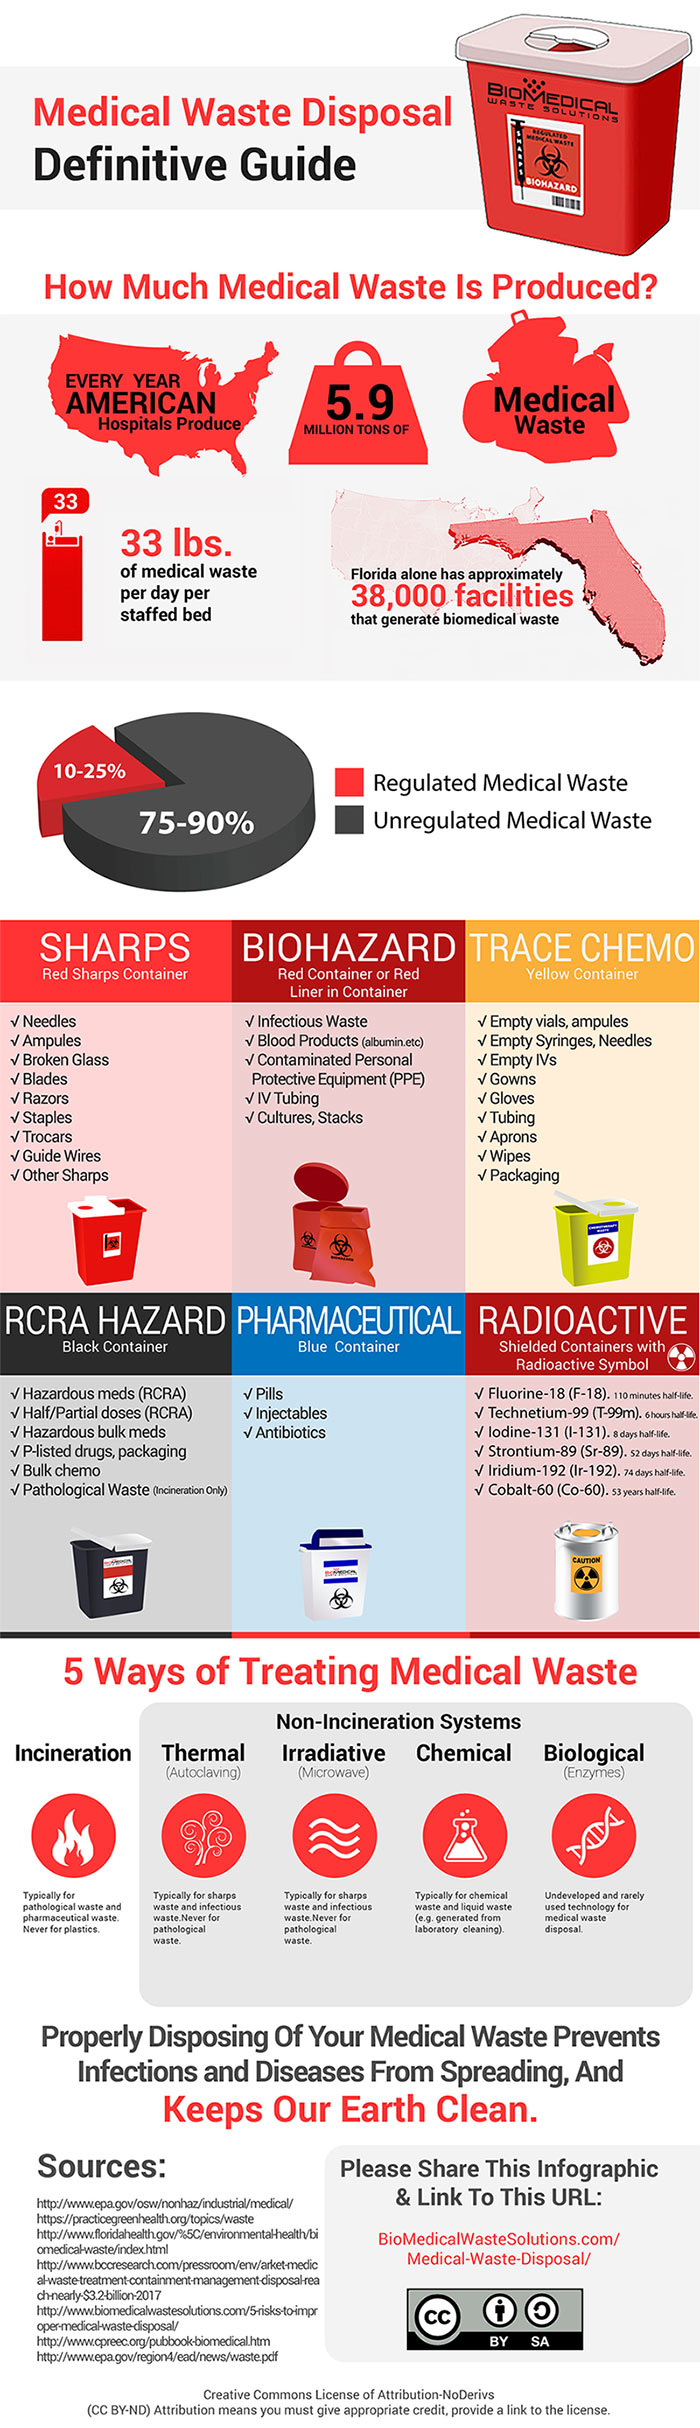 Medical Waste Disposal
Definitive Guide
BIOMEDICAL
WASTE SOLUTIONS
SHARPS
REGULATED
MEDICAL WASTE
BIOHAZARD
How Much Medical Waste Is Produced?
EVERY YEAR
AMERICAN
Hospitals Produce
5.9
MILLION TONS OF
Medical
Waste
33
33 lbs.
of medical waste
per day per
staffed bed
Florida alone has approximately
38,000 facilities
that generate biomedical waste
10-25%
75-90%
Regulated Medical Waste
Unregulated Medical Waste
SHARPS
Red Sharps Container
√ Needles
√ Ampules
√ Broken Glass
√ Blades
√ Razors
√ Staples
√ Trocars
√ Guide Wires
√ Other Sharps
BIOHAZARD
Red Container or Red
Liner in Container
√ Infectious Waste
√ Blood Products (albumin.etc)
√ Contaminated Personal
Protective Equipment (PPE)
√ IV Tubing
√ Cultures, Stacks
TRACE CHEMO
Yellow Container
√ Empty vials, ampules
√ Empty Syringes, Needles
√ Empty IVs
√ Gowns
√ Gloves
√ Tubing
√ Aprons
√ Wipes
√ Packaging
CHEMOTHERAPY
WASTE
RCRA HAZARD
Black Container
√ Hazardous meds (RCRA)
√ Half/Partial doses (RCRA)
√ Hazardous bulk meds
√ P-listed drugs, packaging
√ Bulk chemo
√ Pathological Waste (Incineration Only)
BIOMEDICAL
PHARMACEUTICAL
Blue Container
√ Pills
√ Injectables
√ Antibiotics
BIOMEDICAL
RADIOACTIVE
Shielded Containers with
Radioactive Symbol
√ Fluorine-18 (F-18). 110 minutes half-life.
√ Technetium-99 (T-99m). 6 hours half-life.
√ Iodine-131 (I-131). 8 days half-life.
√ Strontium-89 (Sr-89). 52 days half-life.
√ Iridium-192 (Ir-192). 74 days half-life.
√ Cobalt-60 (Co-60). 53 years half-life.
CAUTION
5 Ways of Treating Medical Waste
Non-Incineration Systems
Incineration
Typically for
pathological waste and
pharmaceutical waste.
Never for plastics.
Thermal
(Autoclaving)
Typically for sharps
waste and infectious
waste.Never for
pathological
waste.
Irradiative
(Microwave)
Typically for sharps
waste and infectious
waste.Never for
pathological
waste.
Chemical
Typically for chemical
waste and liquid waste
(e.g. generated from
laboratory cleaning).
Biological
(Enzymes)
Undeveloped and rarely
used technology for
medical waste
disposal.
Properly Disposing Of Your Medical Waste Prevents
Infections and Diseases From Spreading, And
Keeps Our Earth Clean.
Sources:
http://www.epa.gov/osw/nonhaz/industrial/medical/
https://practicegreenhealth.org/topics/waste
http://www.floridahealth.gov/%5C/environmental-health/bi
omedical-waste/index.html
http://www.bccresearch.com/pressroom/env/arket-medic
al-waste-treatment-containment-management-disposal-rea
ch-nearly-$3.2-billion-2017
http://www.biomedicalwastesolutions.com/5-risks-to-impr
oper-medical-waste-disposal/
http://www.cpreec.org/pubbook-biomedical.htm
http://www.epa.gov/region4/ead/news/waste.pdf
Please Share This Infographic
& Link To This URL:
BioMedicalWasteSolutions.com/
Medical-Waste-Disposal/
cc
BY SA
Creative Commons License of Attribution-NoDerivs
(CC BY-ND) Attribution means you must give appropriate credit, provide a link to the license.